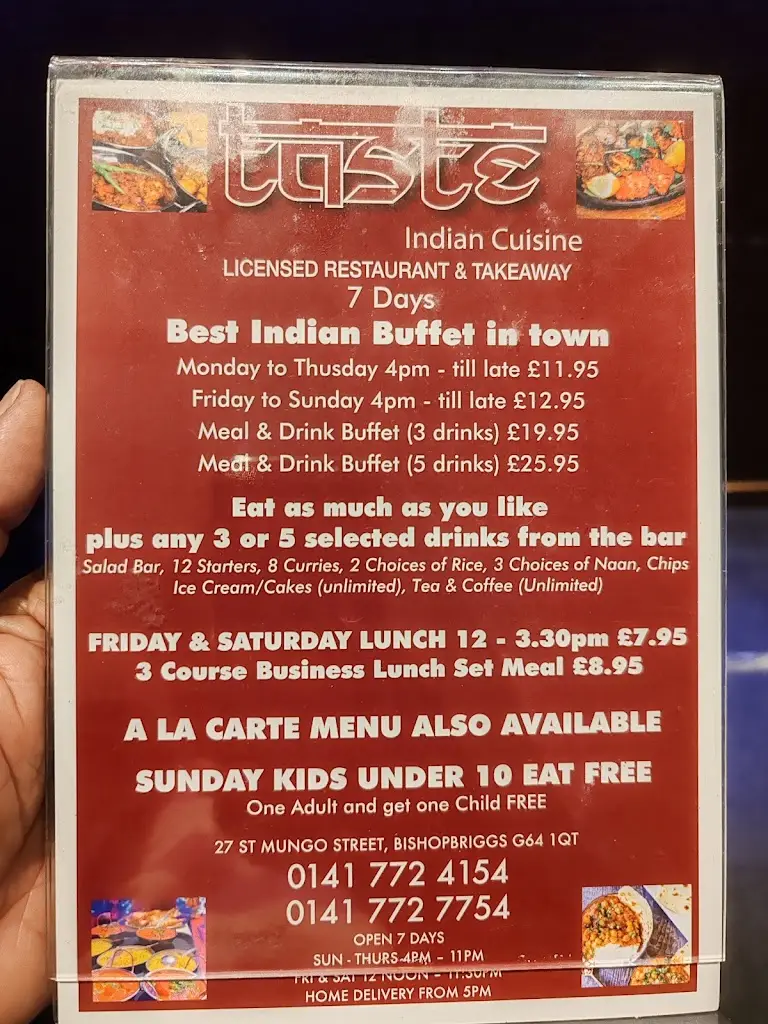 taste
Indian Cuisine
LICENSED RESTAURANT & TAKEAWAY
7 Days
Best Indian Buffet in town
Monday to Thusday 4pm - till late £11.95
Friday to Sunday 4pm - till late £12.95
Meal & Drink Buffet (3 drinks) £19.95
Meal & Drink Buffet (5 drinks) £25.95
Eat as much as you like
plus any 3 or 5 selected drinks from the bar
Salad Bar, 12 Starters, 8 Curries, 2 Choices of Rice, 3 Choices of Naan, Chips
Ice Cream/Cakes (unlimited), Tea & Coffee (Unlimited)
FRIDAY & SATURDAY LUNCH 12 - 3.30pm £7.95
3 Course Business Lunch Set Meal £8.95
A LA CARTE MENU ALSO AVAILABLE
SUNDAY KIDS UNDER 10 EAT FREE
One Adult and get one Child FREE
27 ST MUNGO STREET, BISHOPBRIGGS G64 1QT
0141 772 4154
0141 772 7754
OPEN 7 DAYS
SUN - THURS 4PM - 11PM
FRI & SAT 12 NOON - 11:30PM
HOME DELIVERY FROM 5PM